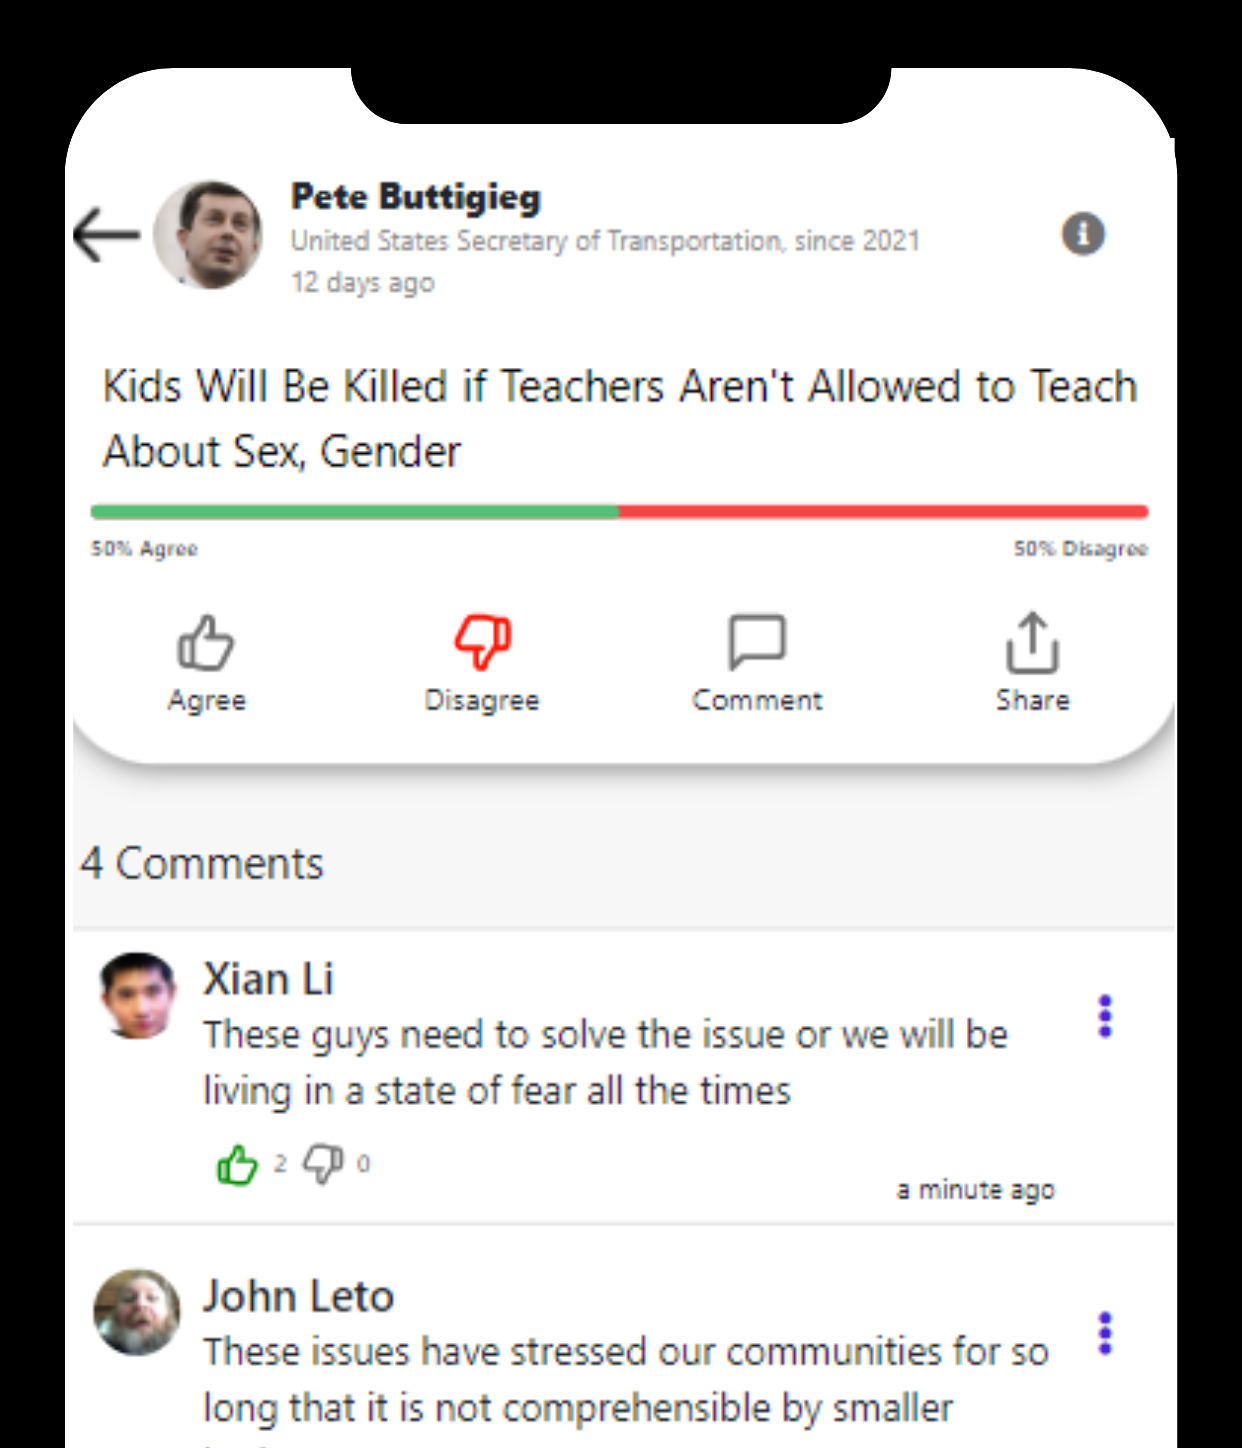 Pete Buttigieg
United States Secretary of Transportation, since 2021
12 days ago
Kids Will Be Killed if Teachers Aren't Allowed to Teach
About Sex, Gender
50% Agree
50% Disagree
Agree
Disagree
Comment
Share
4 Comments
Xian Li
These guys need to solve the issue or we will be
living in a state of fear all the times
2
0
a minute ago
John Leto
These issues have stressed our communities for so
long that it is not comprehensible by smaller